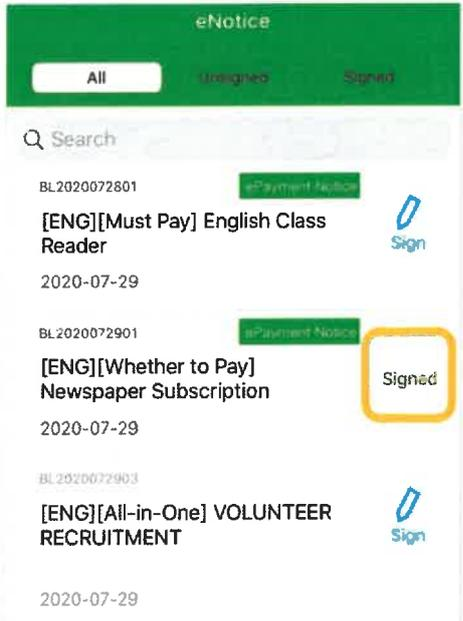 eNotice
All Unsigned Signed
Search
BL2020072801 ePayment Notice
[ENG][Must Pay] English Class
Reader
Sign
2020-07-29
BL2020072901 ePayment Notice
[ENG][Whether to Pay]
Newspaper Subscription
Signed
2020-07-29
BL2020072903
[ENG][All-in-One] VOLUNTEER
RECRUITMENT
Sign
2020-07-29